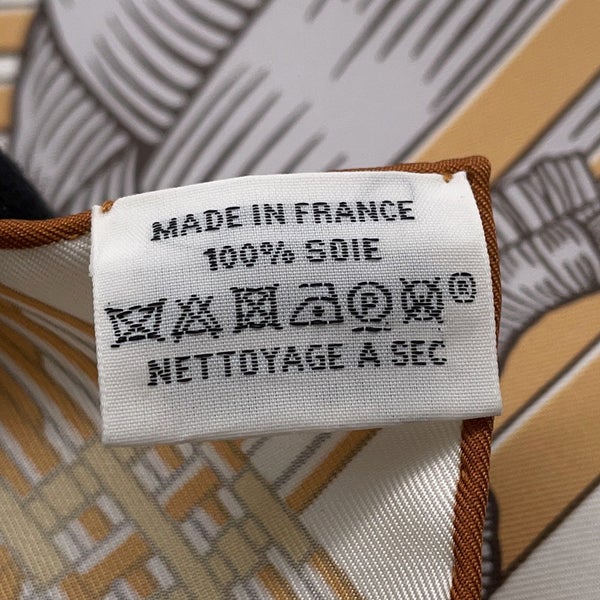 MADE IN FRANCE
100% SOIE
P ®
NETTOYAGE A SEC